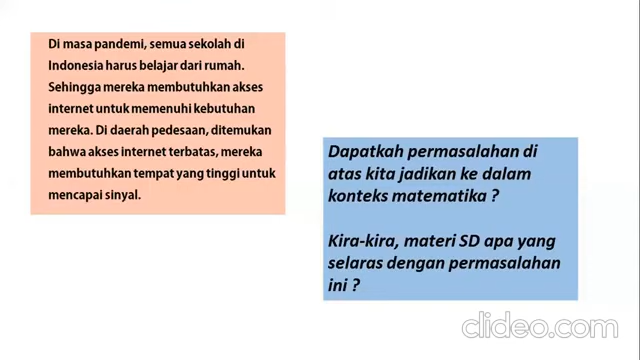 Di masa pandemi, semua sekolah di
Indonesia harus belajar dari rumah.
Sehingga mereka membutuhkan akses
internet untuk memenuhi kebutuhan
mereka. Di daerah pedesaan, ditemukan
bahwa akses internet terbatas, mereka
membutuhkan tempat yang tinggi untuk
mencapai sinyal.
Dapatkah permasalahan di
atas kita jadikan ke dalam
konteks matematika ?
Kira-kira, materi SD apa yang
selaras dengan permasalahan
ini ?
clideo.com